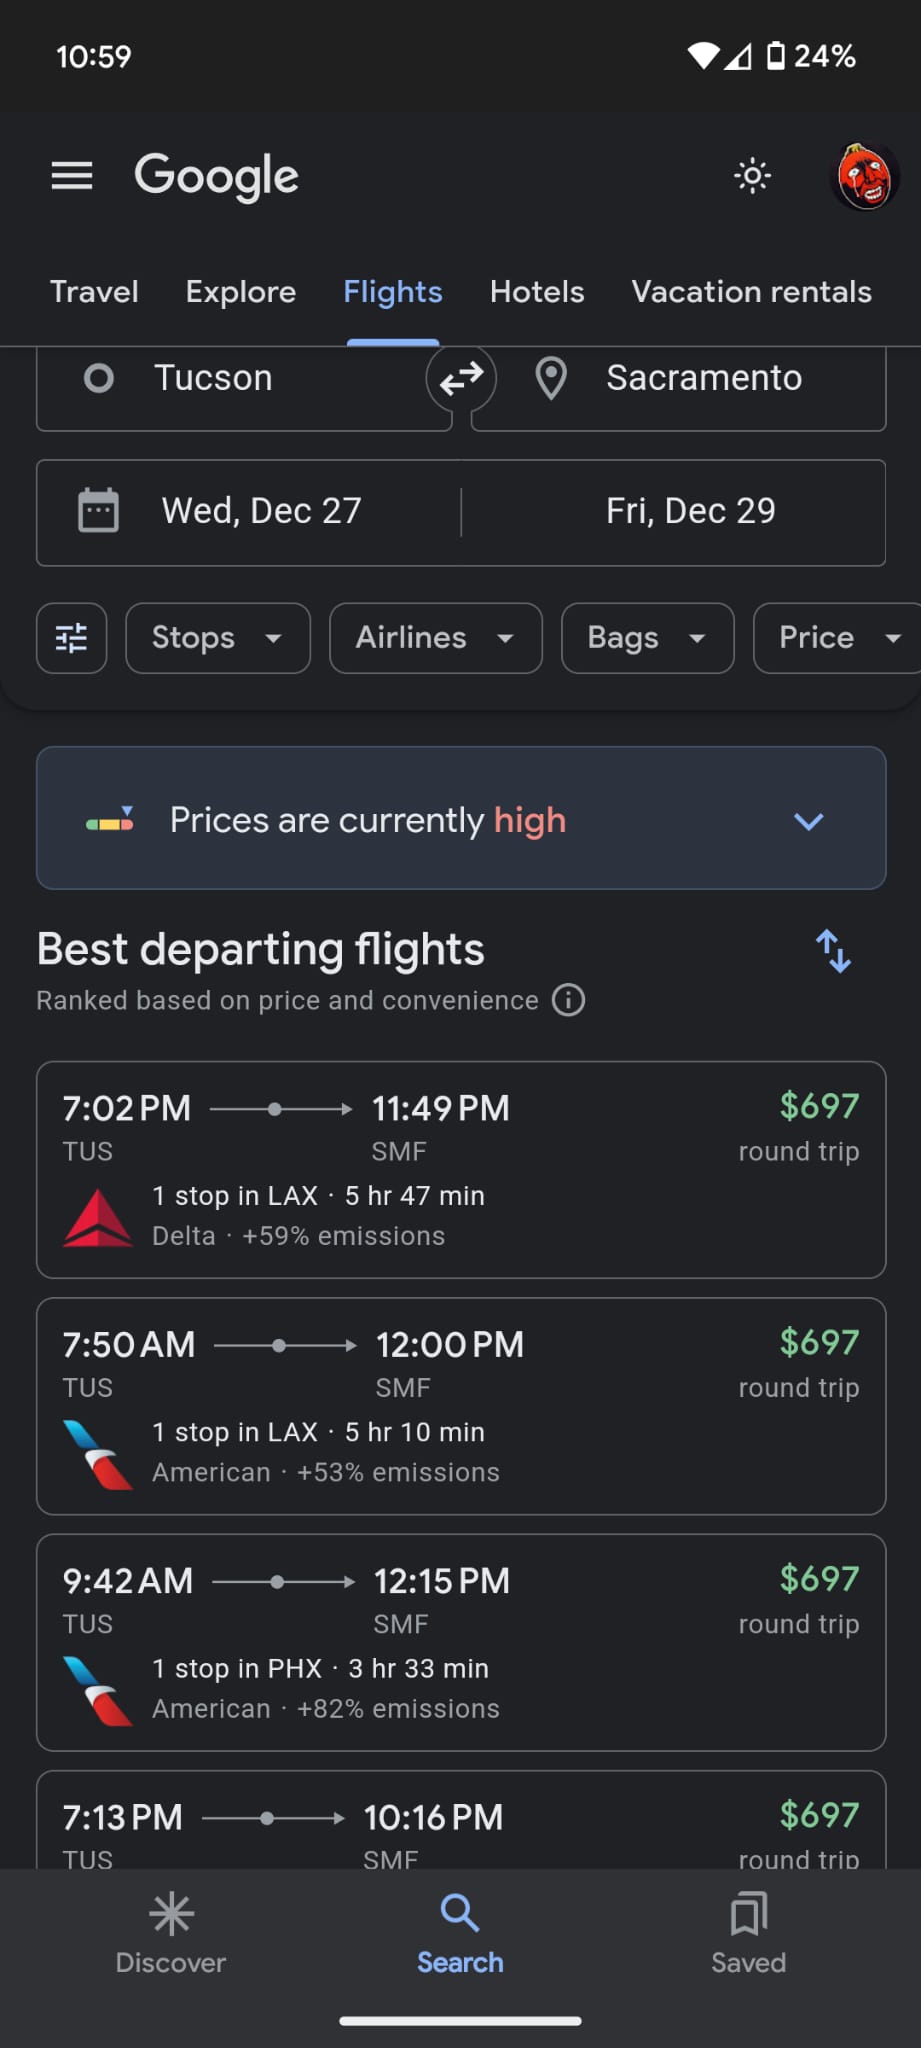 10:59 24%
Google
Travel Explore Flights Hotels Vacation rentals
Tucson Sacramento
Wed, Dec 27 Fri, Dec 29
Stops Airlines Bags Price
Prices are currently high
Best departing flights
Ranked based on price and convenience
7:02 PM 11:49 PM $697
TUS SMF round trip
1 stop in LAX · 5 hr 47 min
Delta · +59% emissions
7:50 AM 12:00 PM $697
TUS SMF round trip
1 stop in LAX · 5 hr 10 min
American · +53% emissions
9:42 AM 12:15 PM $697
TUS SMF round trip
1 stop in PHX · 3 hr 33 min
American · +82% emissions
7:13 PM 10:16 PM $697
TUS SMF round trip
Discover Search Saved